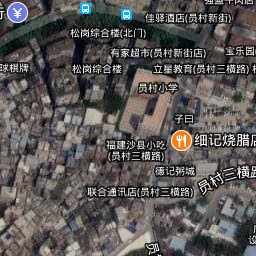 佳驿酒店(员村新街)
松岗综合楼(北门)
有家超市(员村新街店)
宝乐园
松岗综合楼
立星教育(员村三横路)
球棋牌
员村小学
子曰
细记烧腊店
福建沙县小吃
(员村三横路)
德记粥城
员村三横路
联合通讯店(员村三横路)